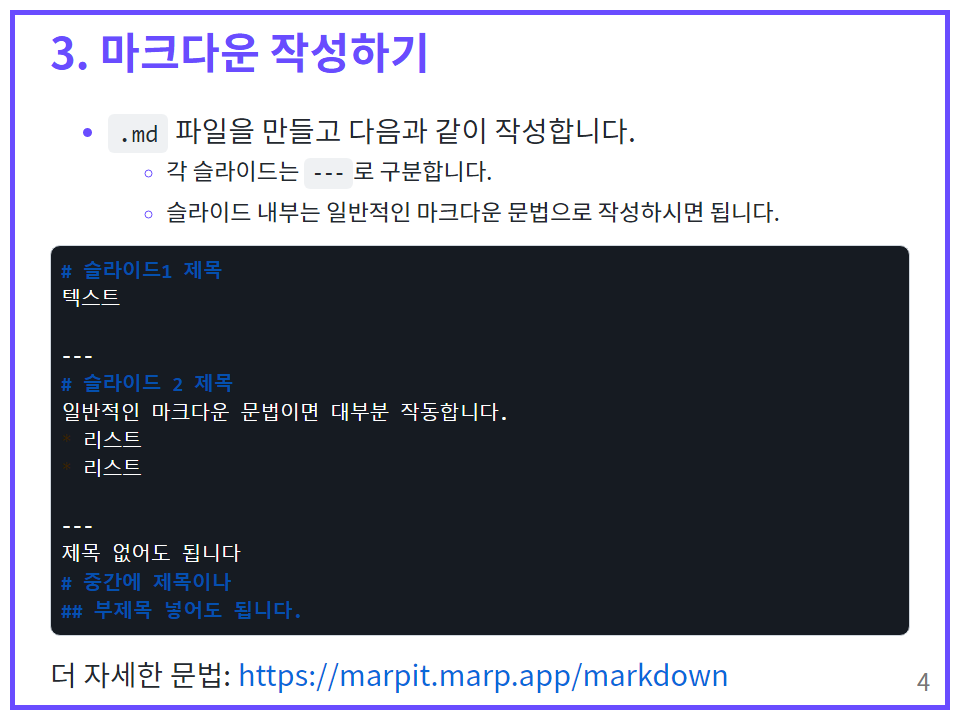 3. 마크다운 작성하기
• .md 파일을 만들고 다음과 같이 작성합니다.
◦ 각 슬라이드는 --- 로 구분합니다.
◦ 슬라이드 내부는 일반적인 마크다운 문법으로 작성하시면 됩니다.
# 슬라이드1 제목
텍스트
---
# 슬라이드 2 제목
일반적인 마크다운 문법이면 대부분 작동합니다.
* 리스트
* 리스트
---
제목 없어도 됩니다
# 중간에 제목이나
## 부제목 넣어도 됩니다.
더 자세한 문법: https://marpit.marp.app/markdown
4